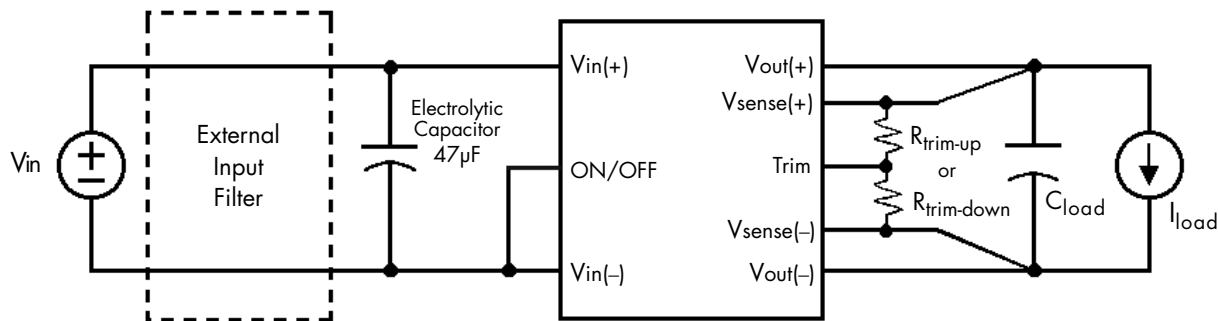 Vin
External
Input
Filter
Electrolytic
Capacitor
47µF
Vin(+)
ON/OFF
Vin(–)
Vout(+)
Vsense(+)
Trim
Vsense(–)
Vout(–)
Rtrim-up
or
Rtrim-down
Cload
Iload